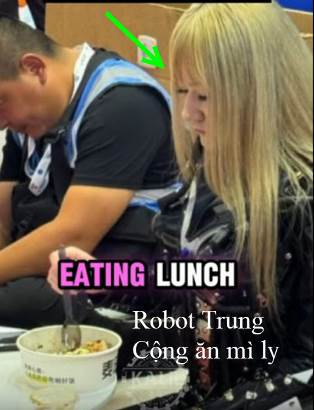 EATING LUNCH
Robot Trung
Cộng ăn mì ly